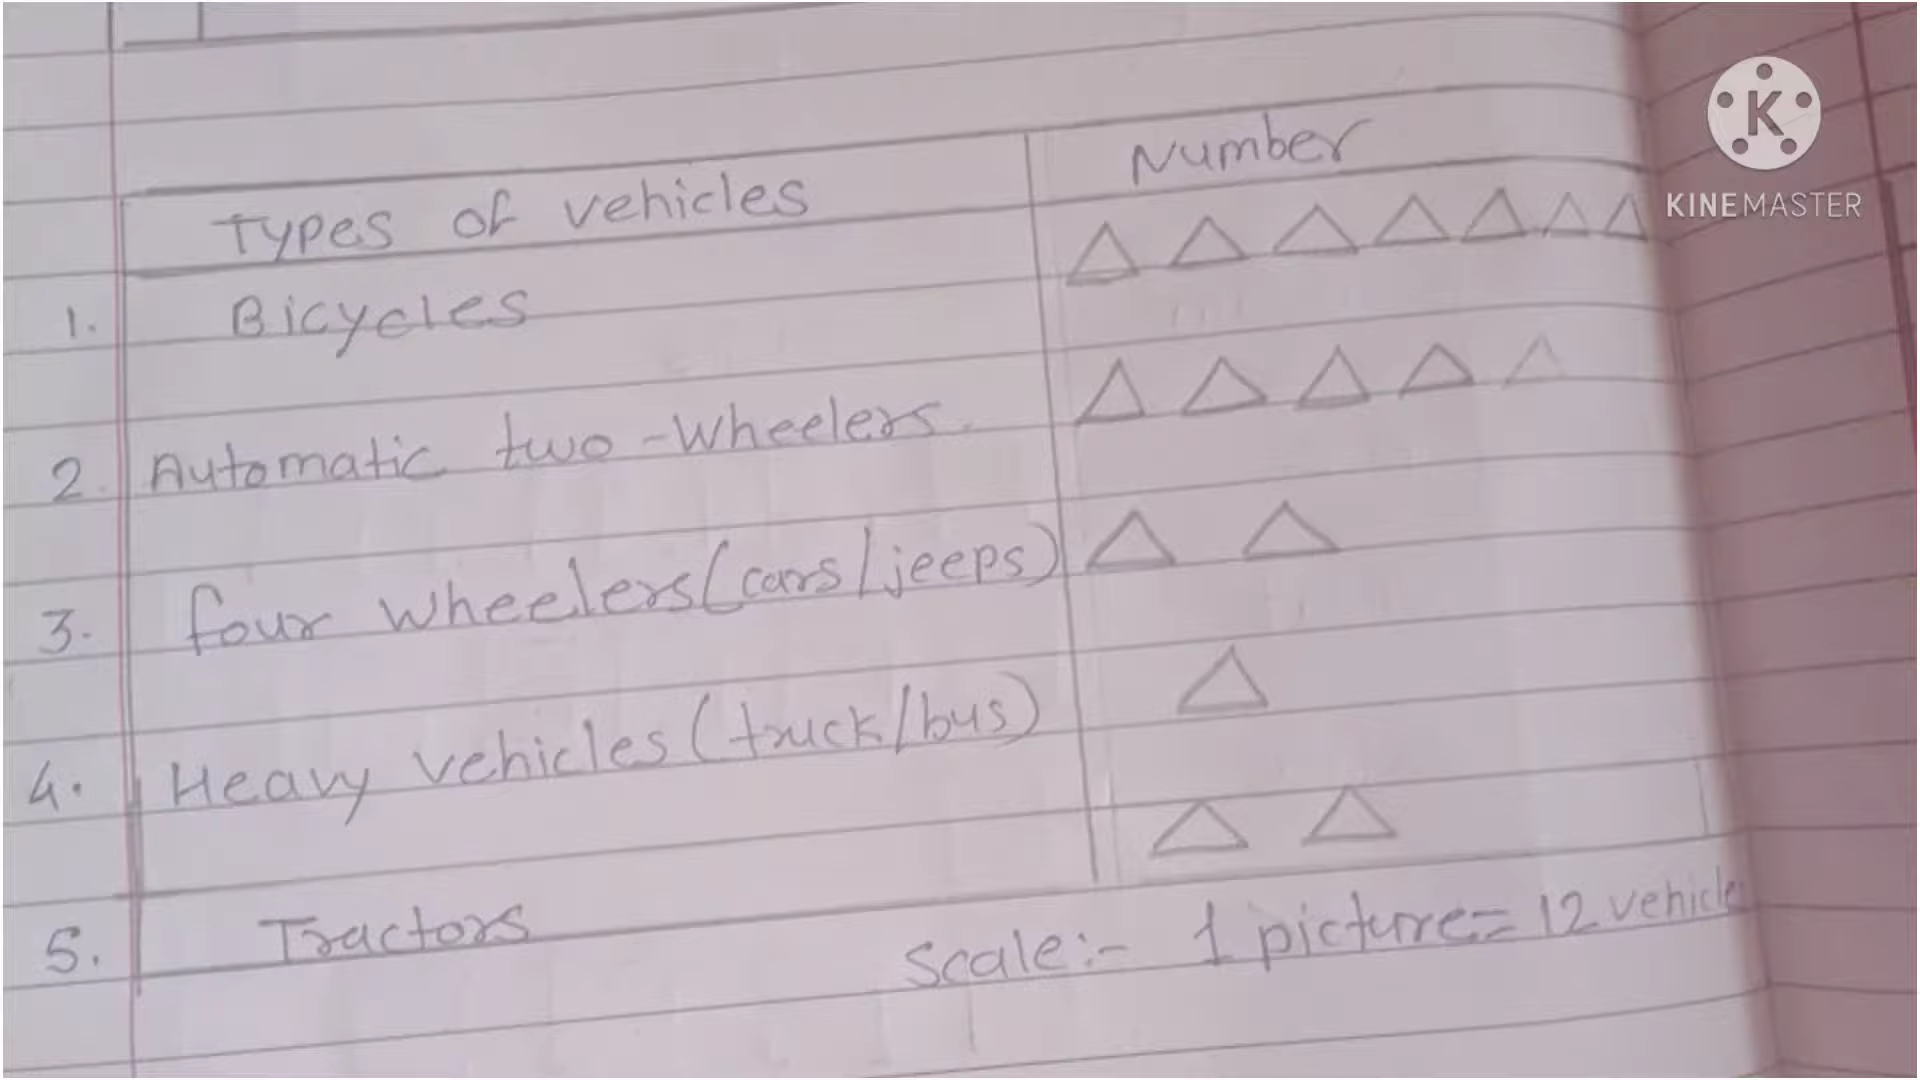 Types of vehicles Number
1. Bicycles
2. Automatic two-wheelers.
3. four wheelers (cars/jeeps)
4. Heavy vehicles (truck/bus)
5. Tractors
Scale:- 1 picture = 12 vehicle
K
KINEMASTER